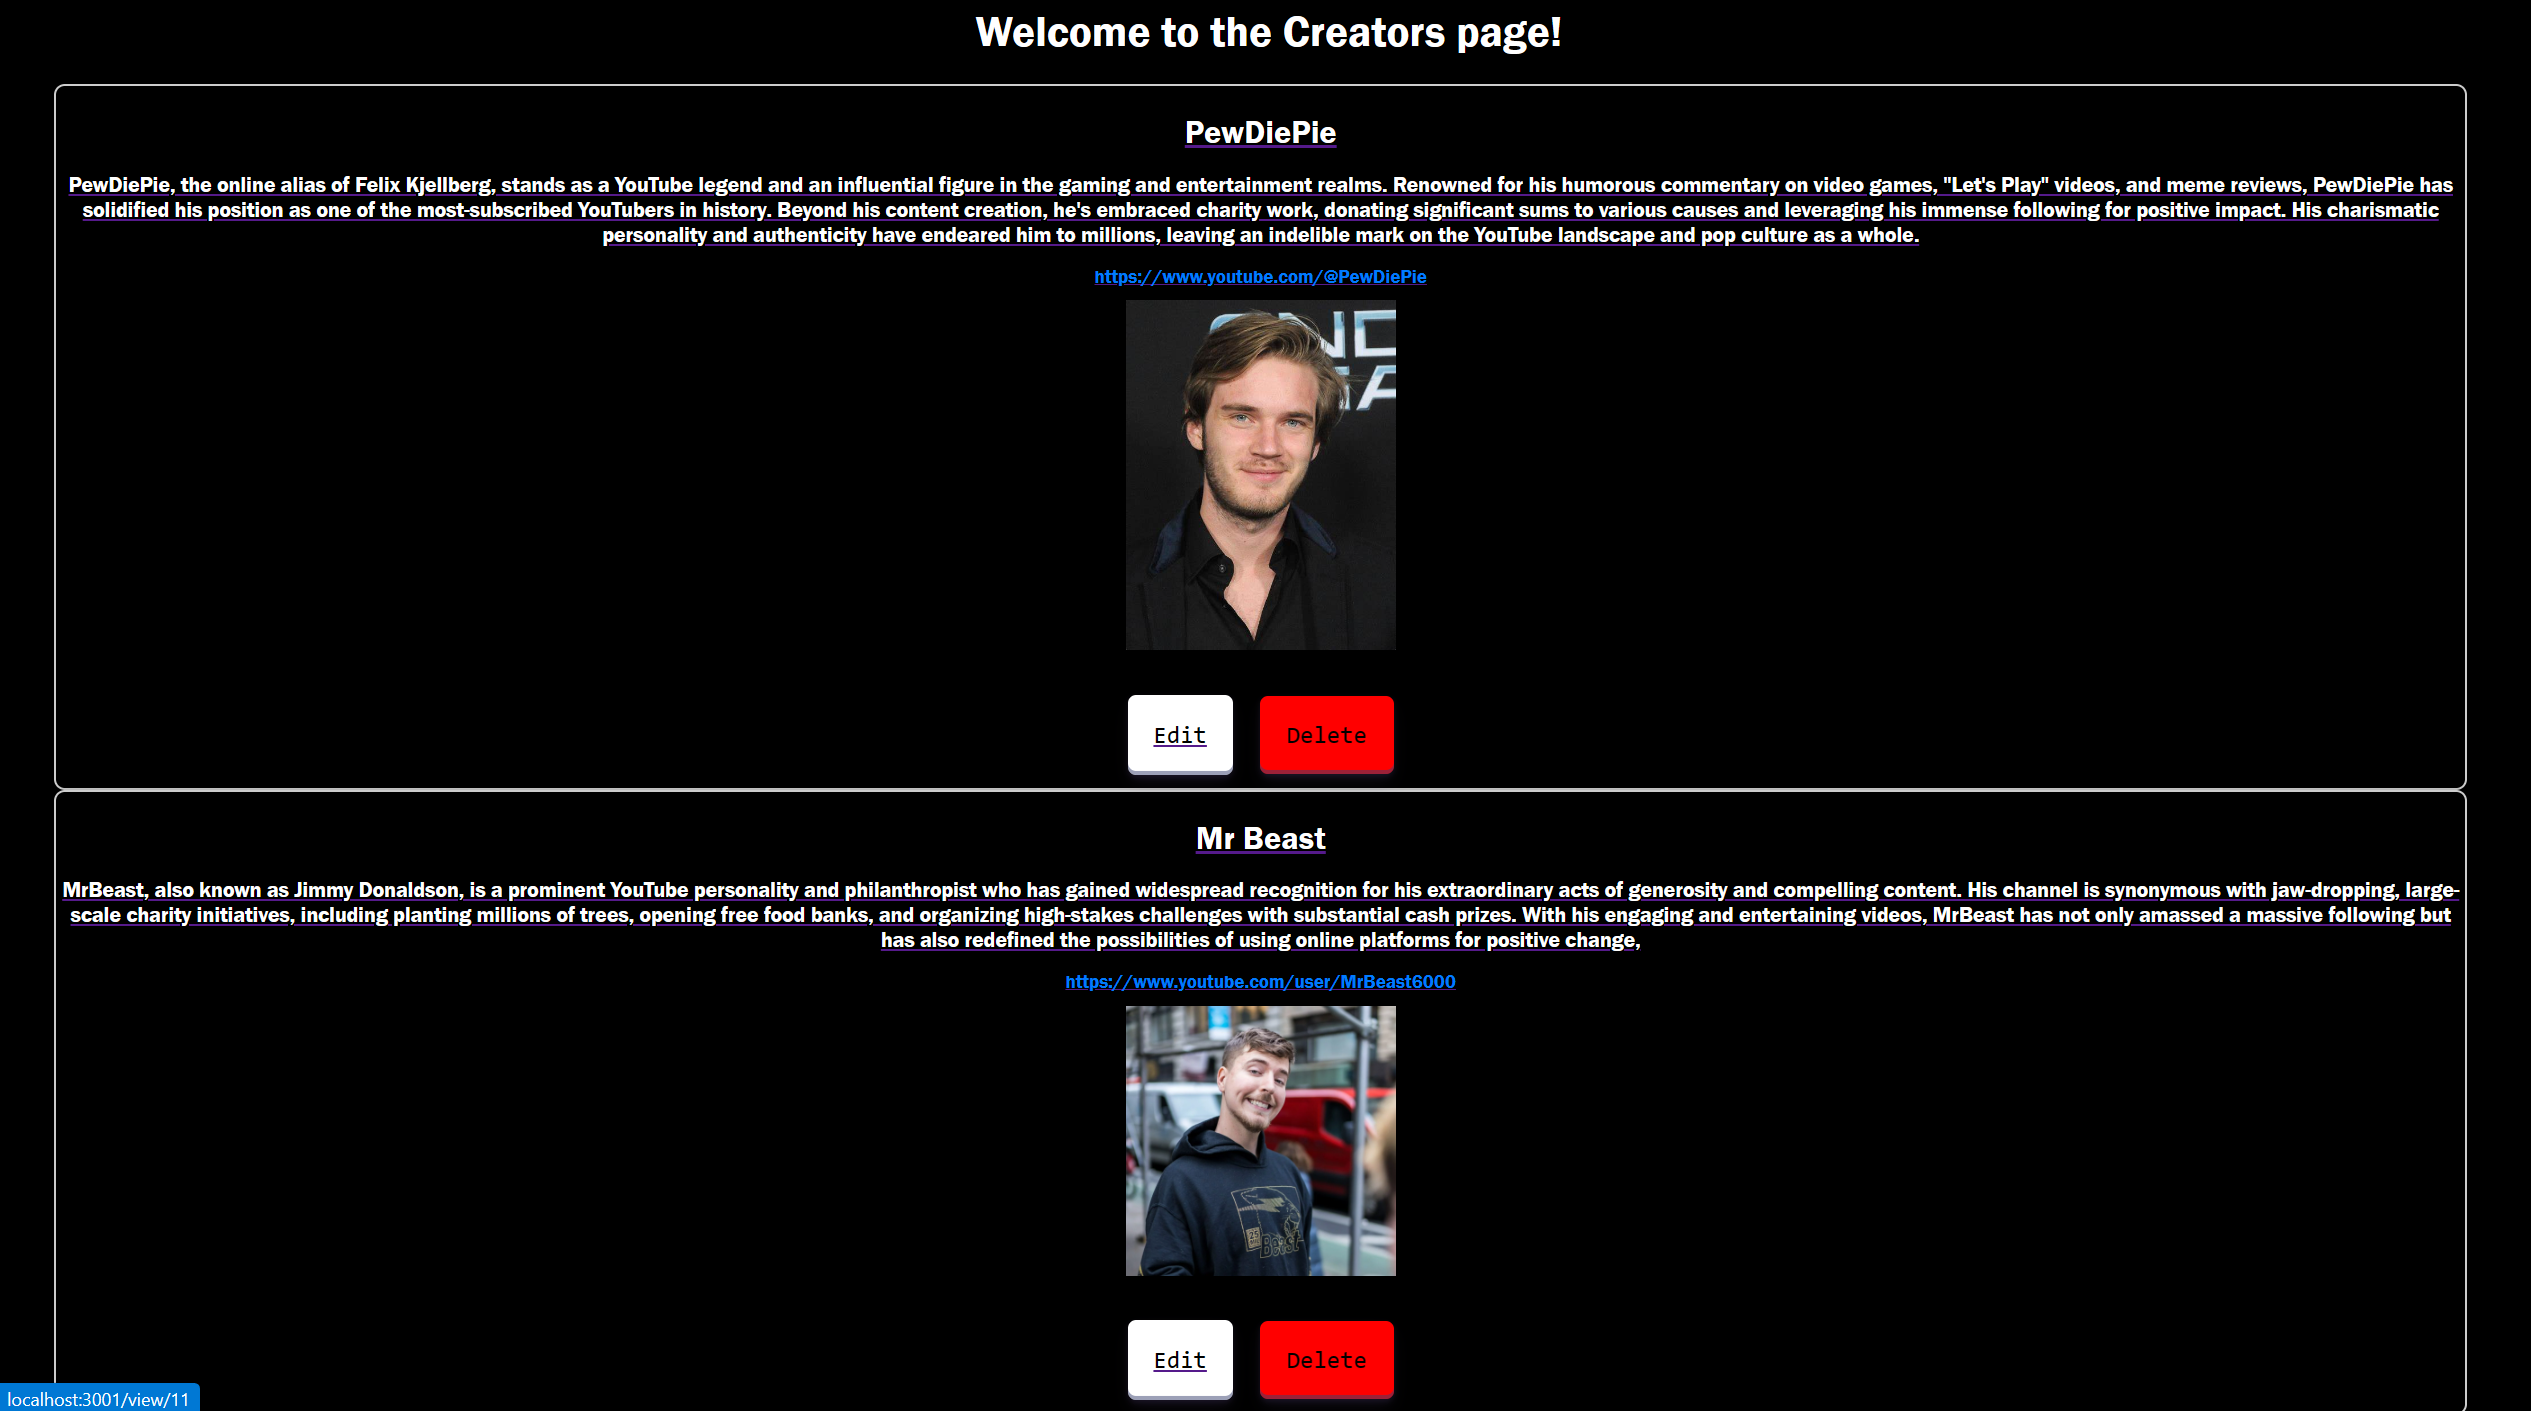 Welcome to the Creators page!
PewDiePie
PewDiePie, the online alias of Felix Kjellberg, stands as a YouTube legend and an influential figure in the gaming and entertainment realms. Renowned for his humorous commentary on video games, "Let's Play" videos, and meme reviews, PewDiePie has
solidified his position as one of the most-subscribed YouTubers in history. Beyond his content creation, he's embraced charity work, donating significant sums to various causes and leveraging his immense following for positive impact. His charismatic
personality and authenticity have endeared him to millions, leaving an indelible mark on the YouTube landscape and pop culture as a whole.
https://www.youtube.com/@PewDiePie
Edit Delete
Mr Beast
MrBeast, also known as Jimmy Donaldson, is a prominent YouTube personality and philanthropist who has gained widespread recognition for his extraordinary acts of generosity and compelling content. His channel is synonymous with jaw-dropping, large-
scale charity initiatives, including planting millions of trees, opening free food banks, and organizing high-stakes challenges with substantial cash prizes. With his engaging and entertaining videos, MrBeast has not only amassed a massive following but
has also redefined the possibilities of using online platforms for positive change,
https://www.youtube.com/user/MrBeast6000
Beast
Edit Delete
localhost:3001/view/11